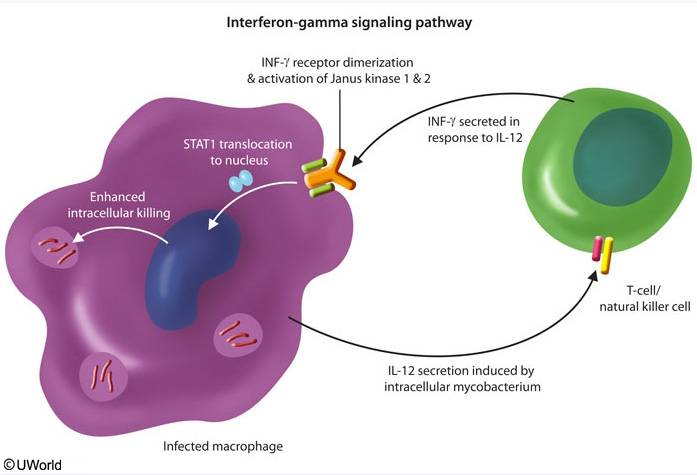 Interferon-gamma signaling pathway
INF-γ receptor dimerization
& activation of Janus kinase 1 & 2
INF-γ secreted in
response to IL-12
STAT1 translocation
to nucleus
Enhanced
intracellular killing
T-cell/
natural killer cell
IL-12 secretion induced by
intracellular mycobacterium
Infected macrophage
©UWorld